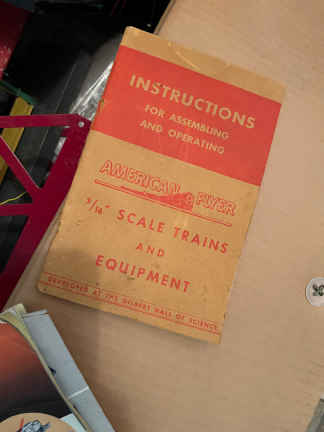 INSTRUCTIONS
FOR ASSEMBLING
AND OPERATING
AMERICAN FLYER
3/16" SCALE TRAINS
AND
EQUIPMENT
DEVELOPED AT THE GILBERT HALL OF SCIENCE